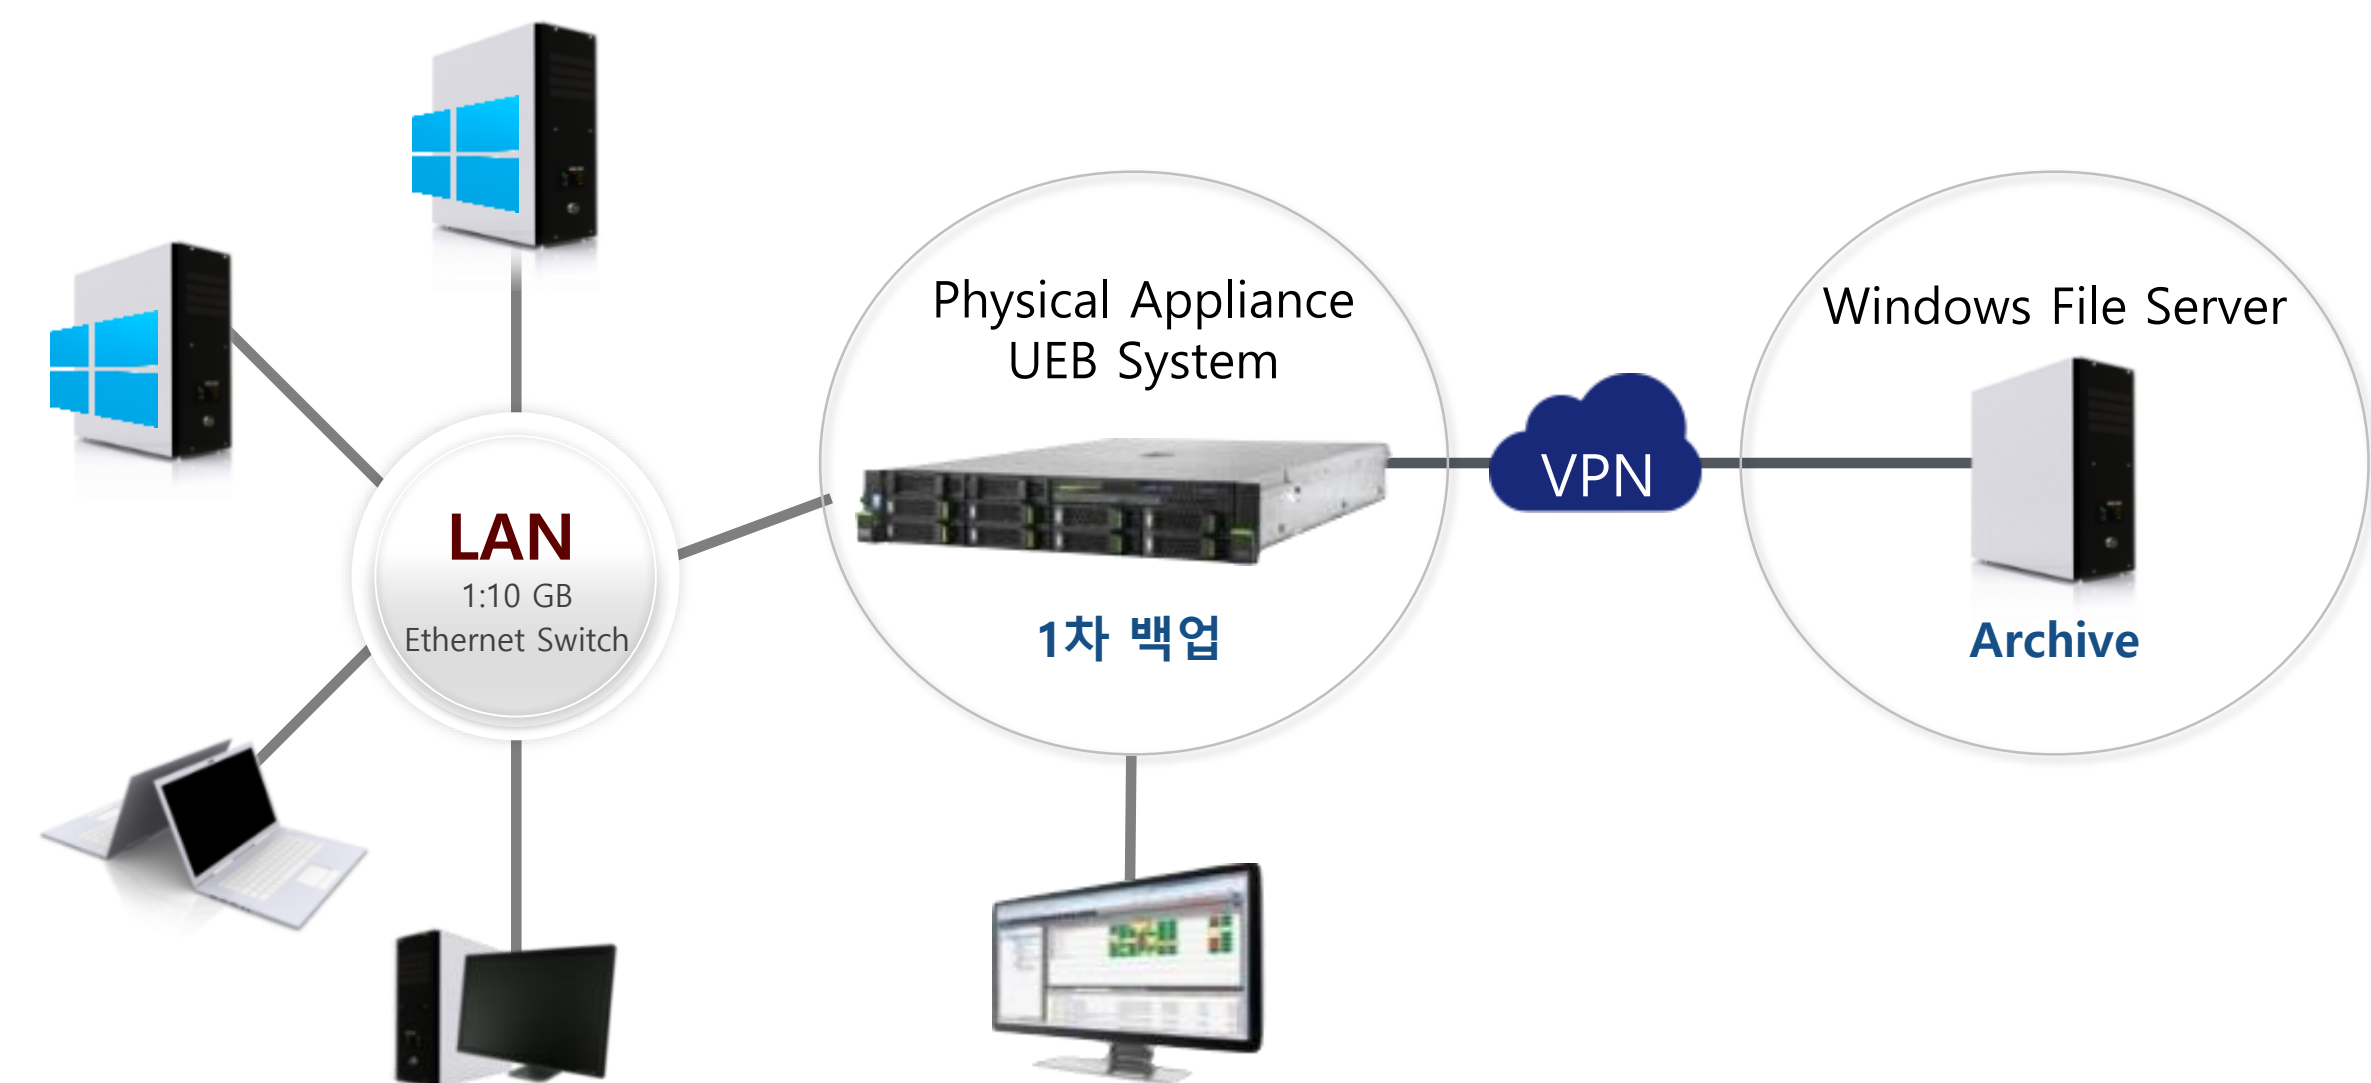 Physical Appliance
UEB System
Windows File Server
VPN
LAN
1:10 GB
Ethernet Switch
1차 백업
Archive